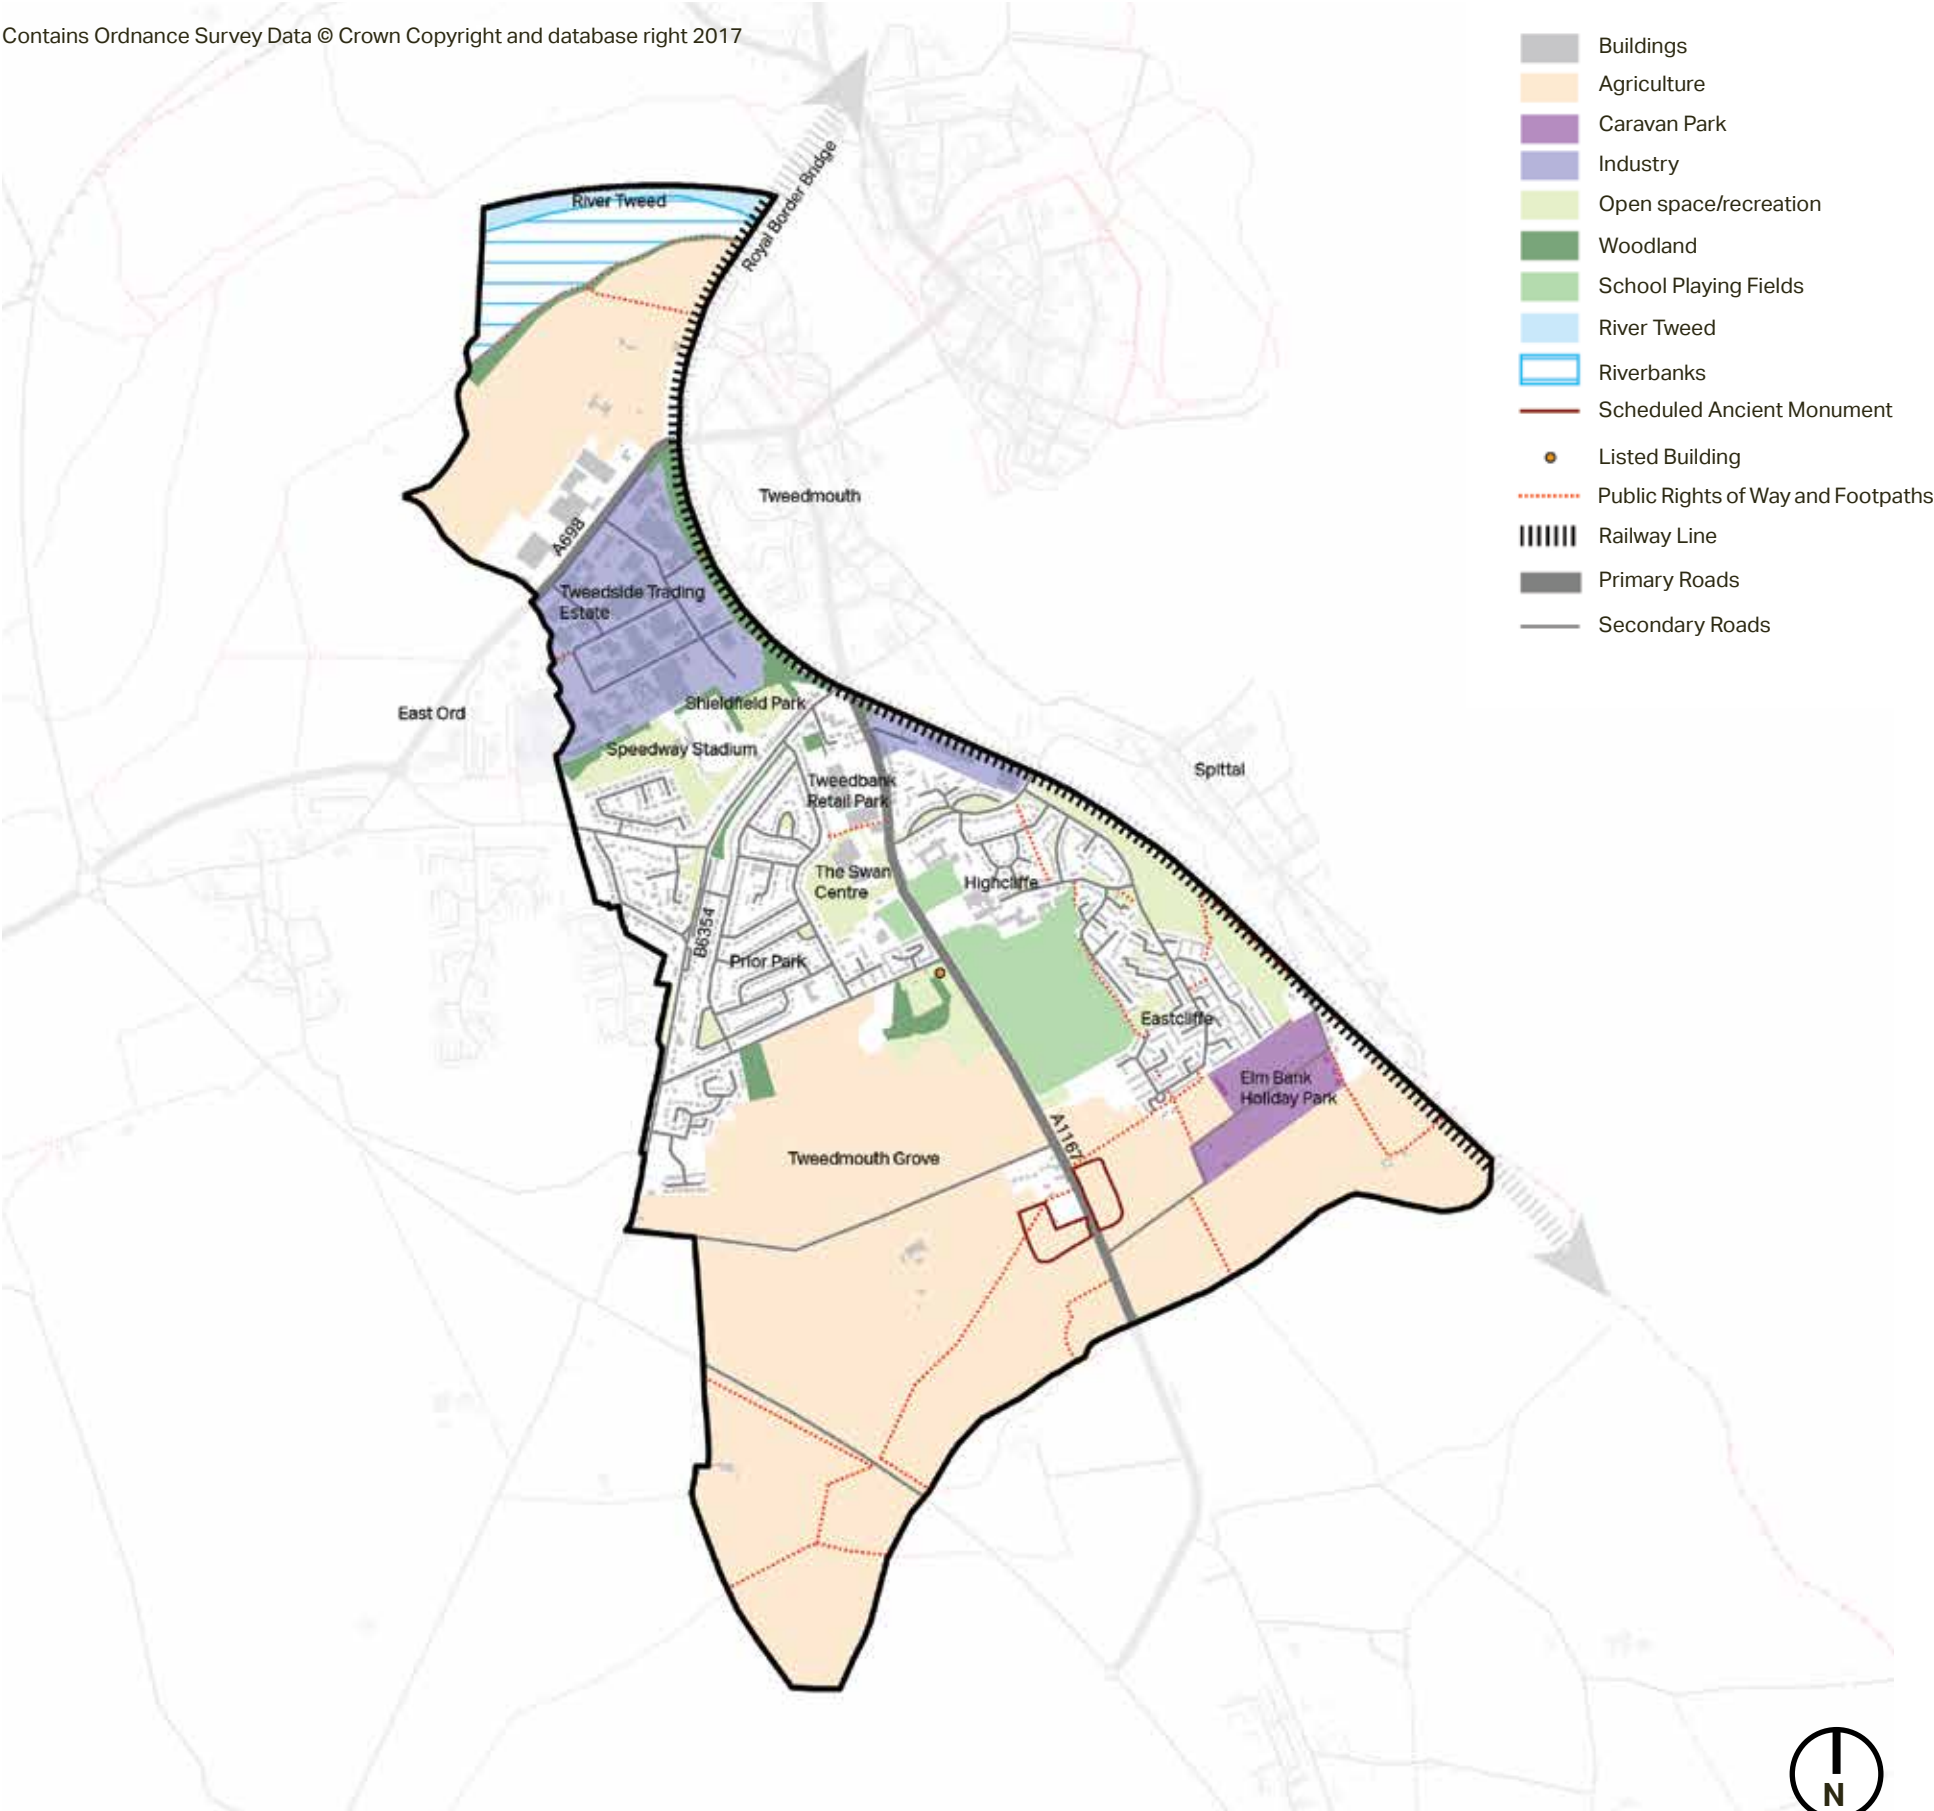 Contains Ordnance Survey Data © Crown Copyright and database right 2017
Buildings
Agriculture
Caravan Park
Industry
Open space/recreation
Woodland
School Playing Fields
River Tweed
Riverbanks
Scheduled Ancient Monument
Listed Building
Public Rights of Way and Footpaths
Railway Line
Primary Roads
Secondary Roads
River Tweed
Royal Border Bridge
Tweedmouth
A698
Tweedside Trading
Estate
East Ord
Shieldfield Park
Speedway Stadium
Spittal
Tweedbank
Retail Park
The Swan
Centre
Highcliffe
B6354
Prior Park
Eastcliffe
Elm Bank
Holiday Park
A1167
Tweedmouth Grove
N